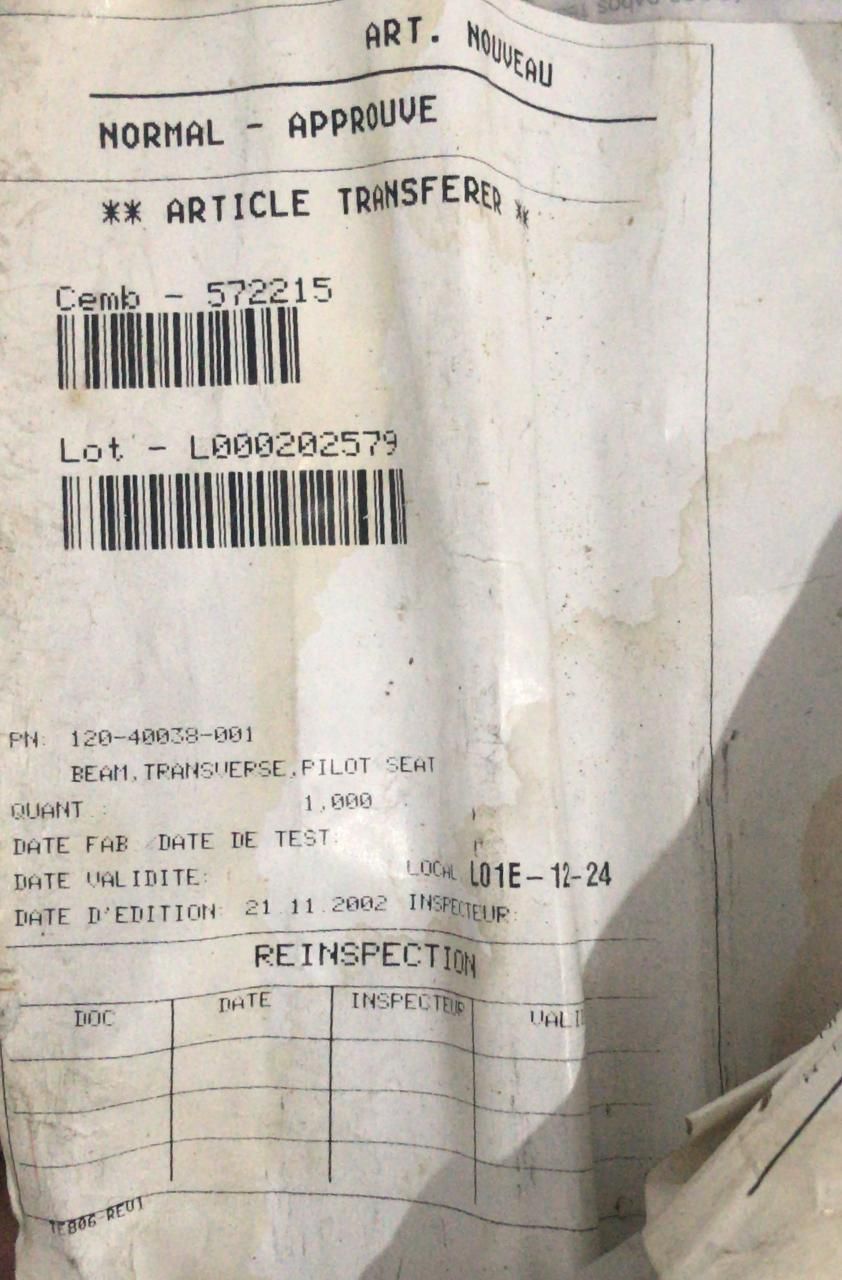 ART. NOUVEAU
NORMAL - APPROUVE
** ARTICLE TRANSFERER **
Cemb - 572215
Lot - L000202579
PN: 120-40038-001
BEAM,TRANSVERSE,PILOT SEAT
QUANT : 1,000
DATE FAB DATE DE TEST:
DATE VALIDITE: LOCAL L01E-12-24
DATE D'EDITION: 21.11.2002 INSPECTEUR:
REINSPECTION
DOC DATE INSPECTEUR VALI
REV1